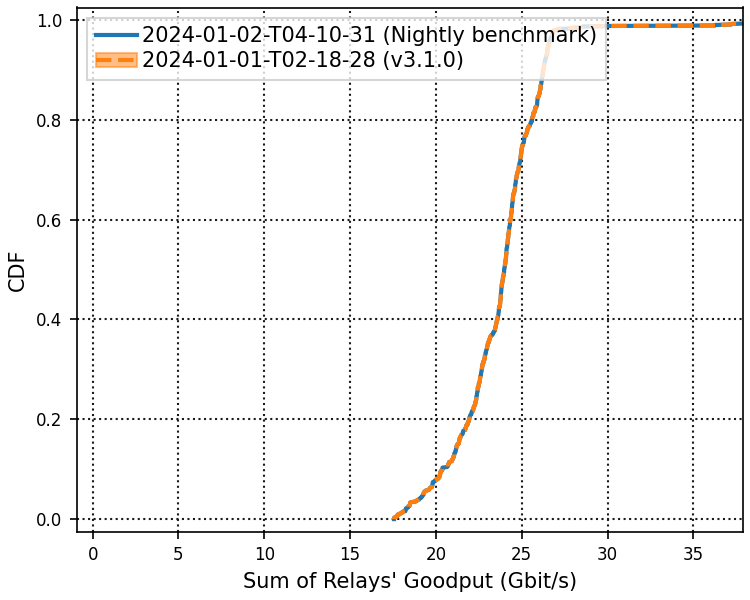 2024-01-02-T04-10-31 (Nightly benchmark)
2024-01-01-T02-18-28 (v3.1.0)
1.0
0.8
0.6
0.4
0.2
0.0
CDF
0 5 10 15 20 25 30 35
Sum of Relays' Goodput (Gbit/s)